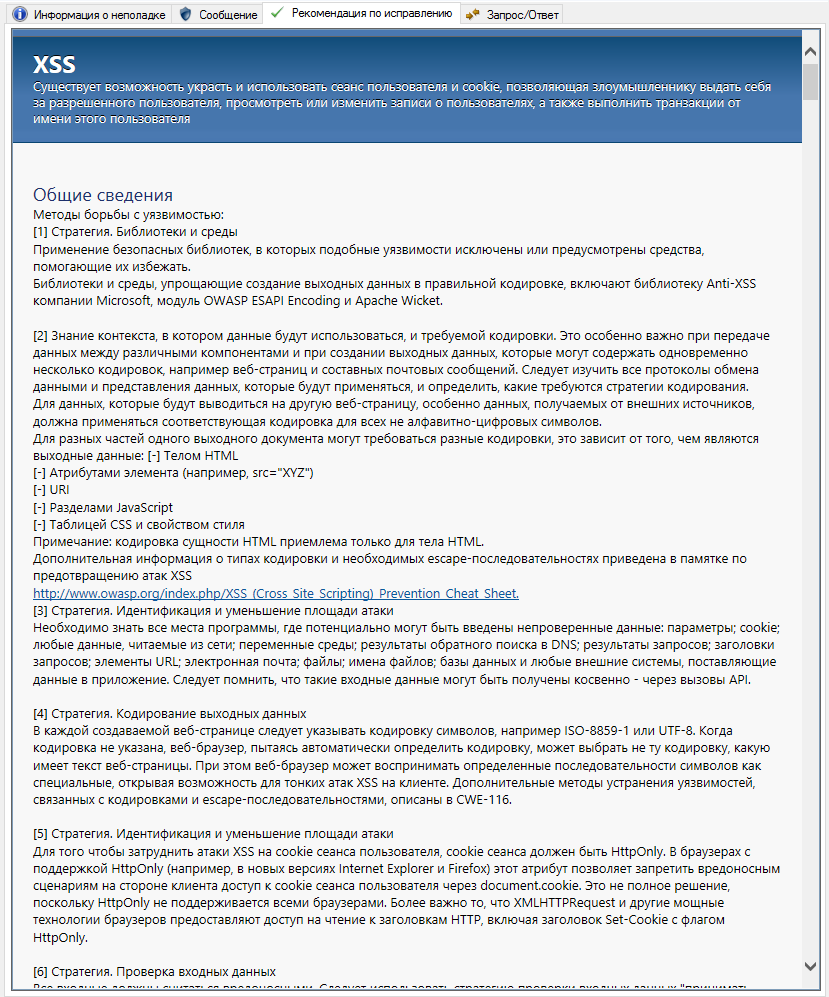 Информация о неполадке
Сообщение
Рекомендация по исправлению
Запрос/Ответ
XSS
Существует возможность украсть и использовать сеанс пользователя и cookie, позволяющая злоумышленнику выдать себя
за разрешенного пользователя, просмотреть или изменить записи о пользователях, а также выполнить транзакции от
имени этого пользователя
Общие сведения
Методы борьбы с уязвимостью:
[1] Стратегия. Библиотеки и среды
Применение безопасных библиотек, в которых подобные уязвимости исключены или предусмотрены средства,
помогающие их избежать.
Библиотеки и среды, упрощающие создание выходных данных в правильной кодировке, включают библиотеку Anti-XSS
компании Microsoft, модуль OWASP ESAPI Encoding и Apache Wicket.
[2] Знание контекста, в котором данные будут использоваться, и требуемой кодировки. Это особенно важно при передаче
данных между различными компонентами и при создании выходных данных, которые могут содержать одновременно
несколько кодировок, например веб-страниц и составных почтовых сообщений. Следует изучить все протоколы обмена
данными и представления данных, которые будут применяться, и определить, какие требуются стратегии кодирования.
Для данных, которые будут выводиться на другую веб-страницу, особенно данных, получаемых от внешних источников,
должна применяться соответствующая кодировка для всех не алфавитно-цифровых символов.
Для разных частей одного выходного документа могут требоваться разные кодировки, это зависит от того, чем являются
выходные данные: [-] Телом HTML
[-] Атрибутами элемента (например, src="XYZ")
[-] URI
[-] Разделами JavaScript
[-] Таблицей CSS и свойством стиля
Примечание: кодировка сущности HTML приемлема только для тела HTML.
Дополнительная информация о типах кодировки и необходимых escape-последовательностях приведена в памятке по
предотвращению атак XSS
http://www.owasp.org/index.php/XSS_(Cross_Site_Scripting)_Prevention_Cheat_Sheet.
[3] Стратегия. Идентификация и уменьшение площади атаки
Необходимо знать все места программы, где потенциально могут быть введены непроверенные данные: параметры; cookie;
любые данные, читаемые из сети; переменные среды; результаты обратного поиска в DNS; результаты запросов; заголовки
запросов; элементы URL; электронная почта; файлы; имена файлов; базы данных и любые внешние системы, поставляющие
данные в приложение. Следует помнить, что такие входные данные могут быть получены косвенно - через вызовы API.
[4] Стратегия. Кодирование выходных данных
В каждой создаваемой веб-странице следует указывать кодировку символов, например ISO-8859-1 или UTF-8. Когда
кодировка не указана, веб-браузер, пытаясь автоматически определить кодировку, может выбрать не ту кодировку, какую
имеет текст веб-страницы. При этом веб-браузер может воспринимать определенные последовательности символов как
специальные, открывая возможность для тонких атак XSS на клиенте. Дополнительные методы устранения уязвимостей,
связанных с кодировками и escape-последовательностями, описаны в CWE-116.
[5] Стратегия. Идентификация и уменьшение площади атаки
Для того чтобы затруднить атаки XSS на cookie сеанса пользователя, cookie сеанса должен быть HttpOnly. В браузерах с
поддержкой HttpOnly (например, в новых версиях Internet Explorer и Firefox) этот атрибут позволяет запретить вредоносным
сценариям на стороне клиента доступ к cookie сеанса пользователя через document.cookie. Это не полное решение,
поскольку HttpOnly не поддерживается всеми браузерами. Более важно то, что XMLHTTPRequest и другие мощные
технологии браузеров предоставляют доступ на чтение к заголовкам HTTP, включая заголовок Set-Cookie с флагом
HttpOnly.
[6] Стратегия. Проверка входных данных
Все входные должны считаться вредоносными. Следует использовать стратегию проверки входных данных "принимать